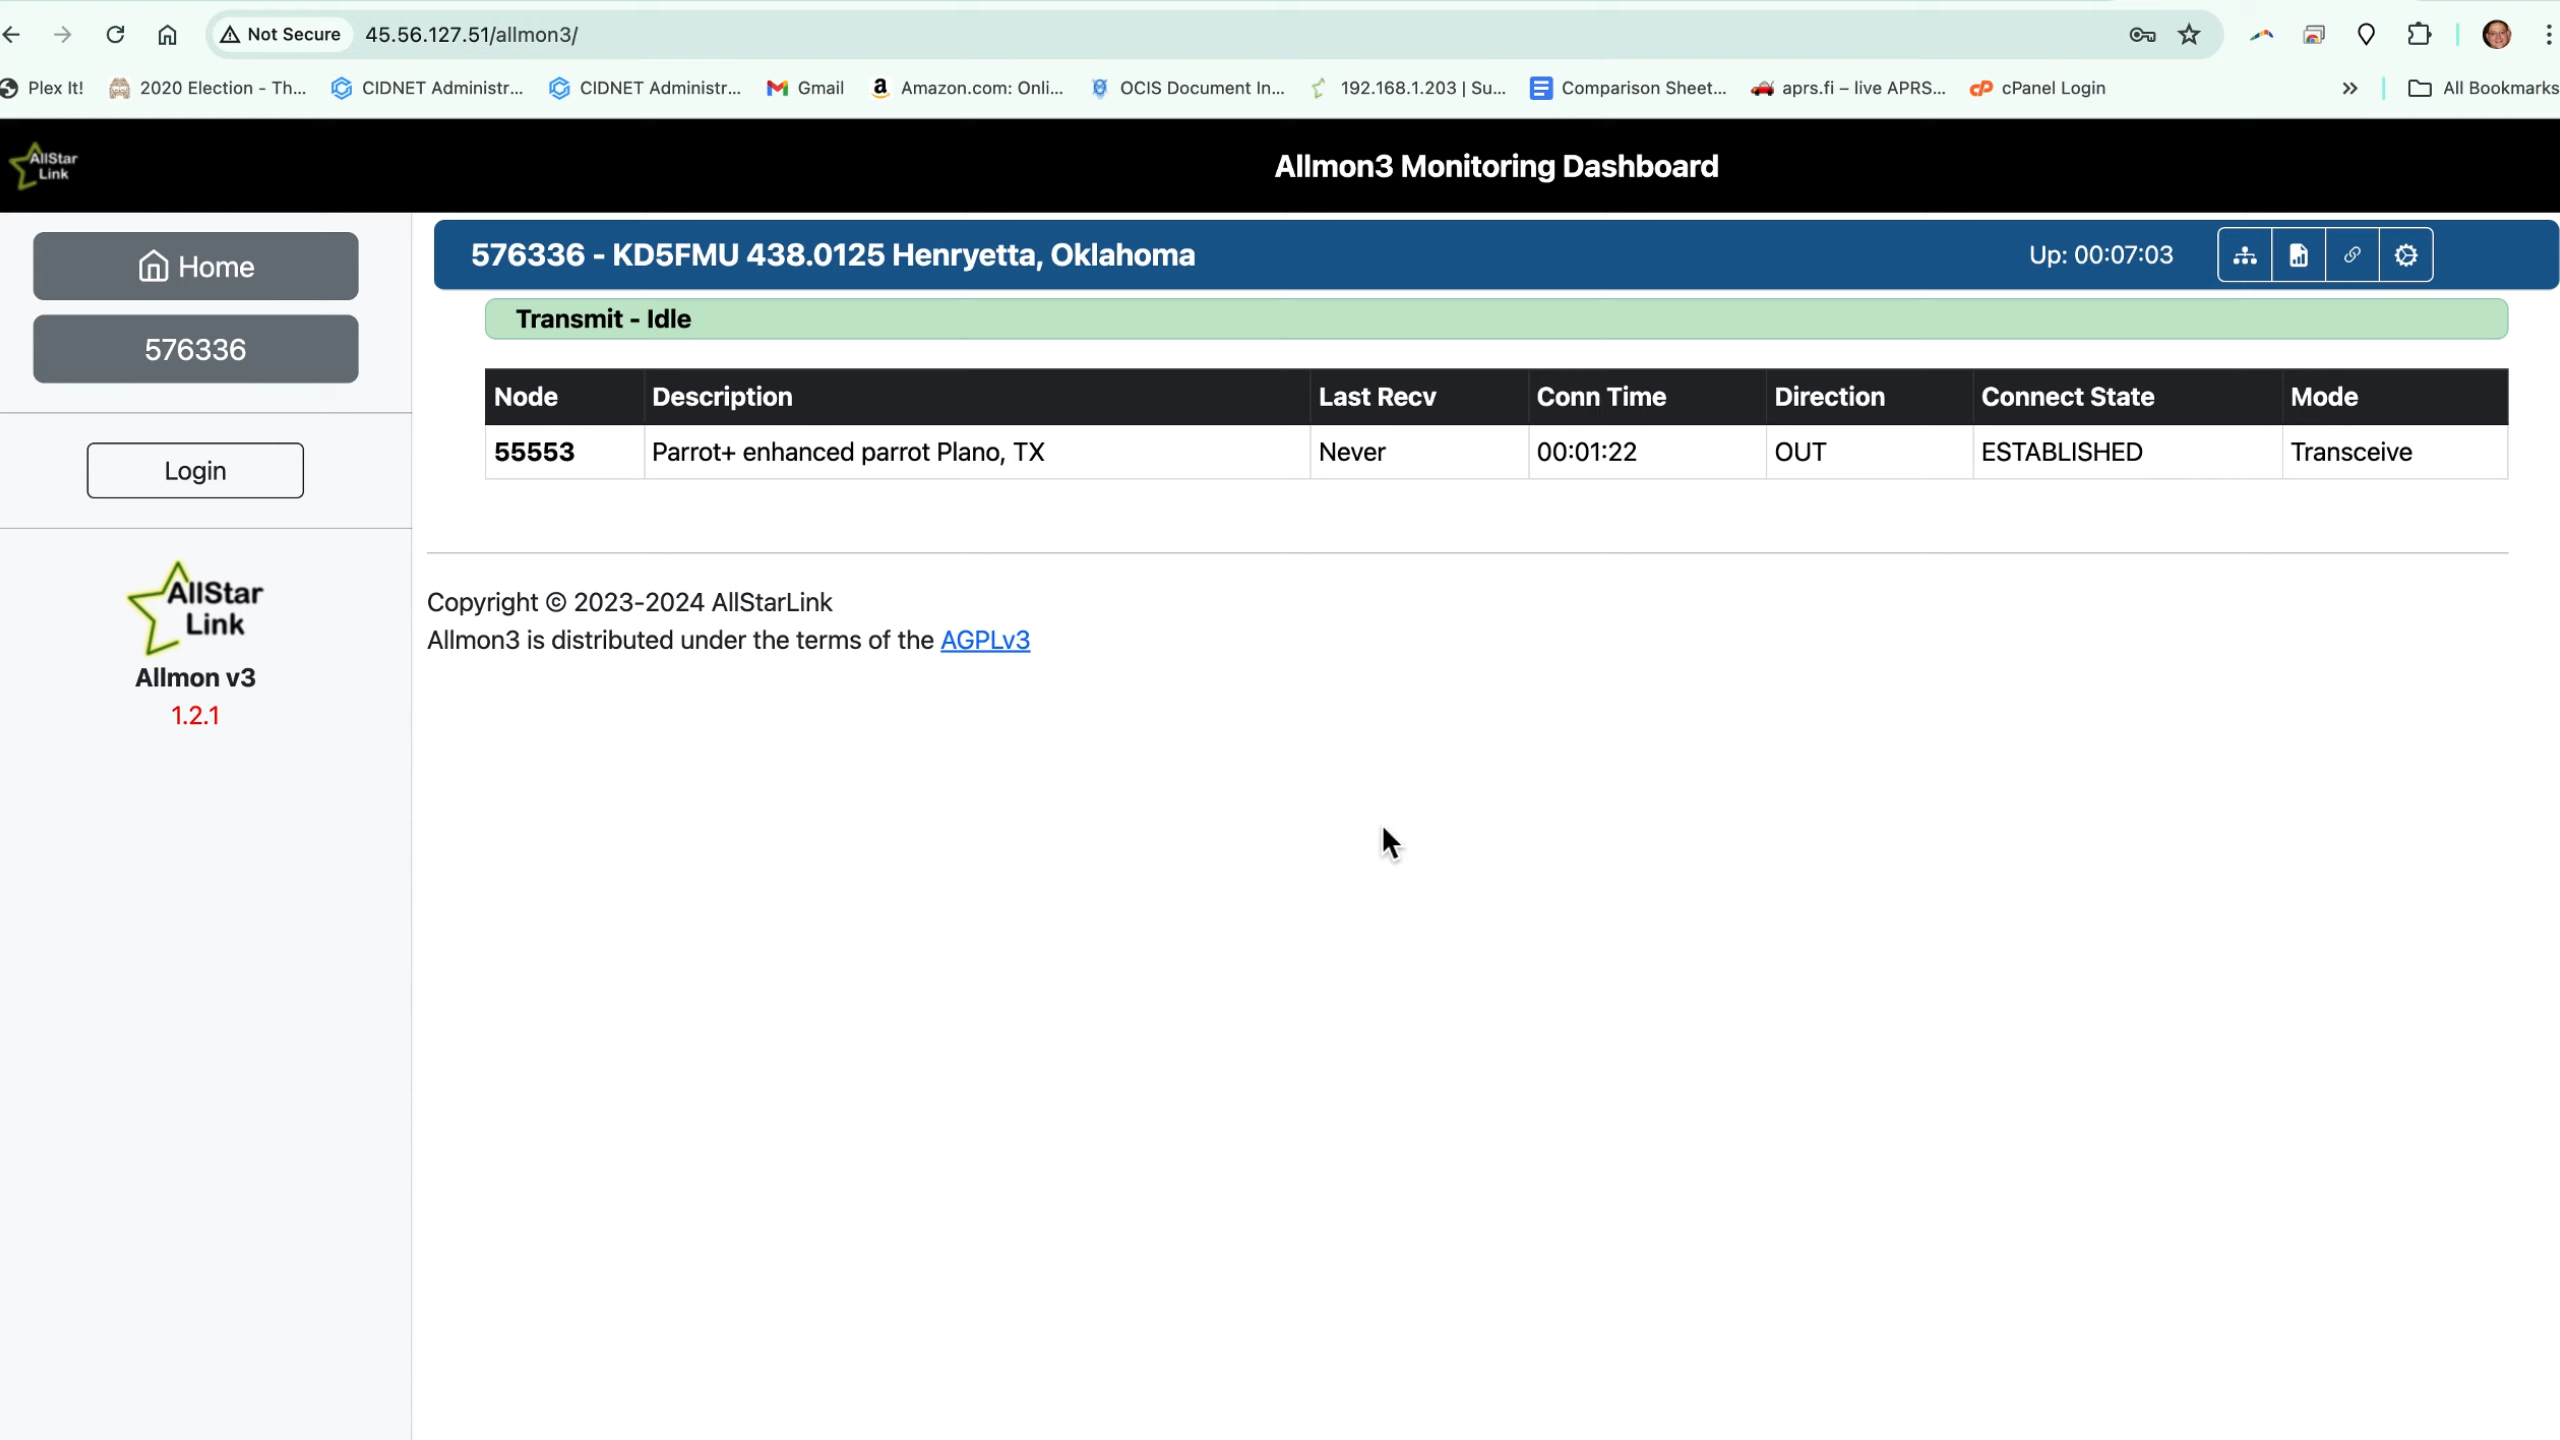 Not Secure 45.56.127.51/allmon3/
Plex It! 2020 Election - Th... CIDNET Administr... CIDNET Administr... Gmail Amazon.com: Onli... OCIS Document In... 192.168.1.203 | Su... Comparison Sheet... aprs.fi – live APRS... cPanel Login » All Bookmarks
AllStar
Link
Allmon3 Monitoring Dashboard
Home
576336
Login
AllStar
Link
Allmon v3
1.2.1
576336 - KD5FMU 438.0125 Henryetta, Oklahoma Up: 00:07:03
Transmit - Idle
Node Description Last Recv Conn Time Direction Connect State Mode
55553 Parrot+ enhanced parrot Plano, TX Never 00:01:22 OUT ESTABLISHED Transceive
Copyright © 2023-2024 AllStarLink
Allmon3 is distributed under the terms of the AGPLv3